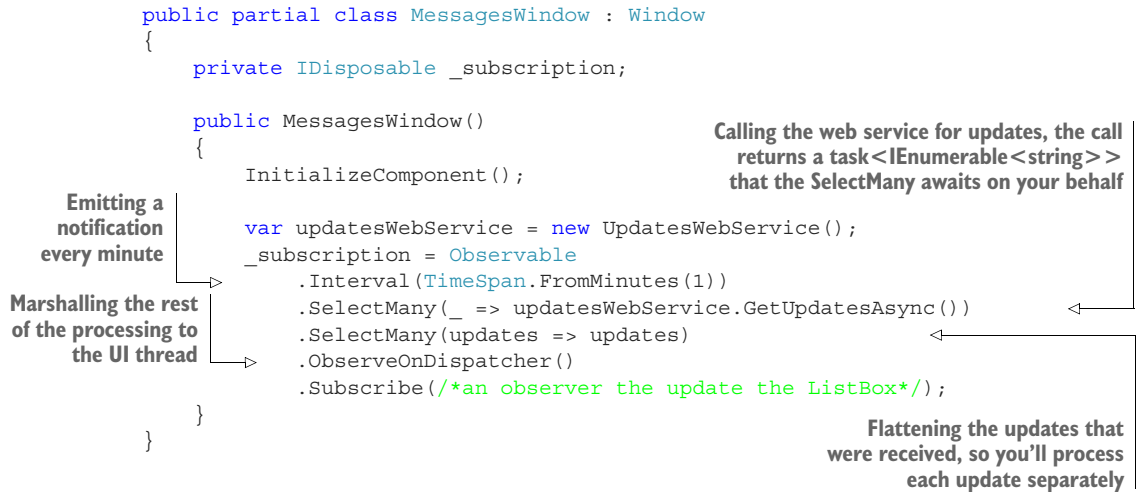 public partial class MessagesWindow : Window
{
private IDisposable _subscription;
public MessagesWindow()
{
InitializeComponent();
var updatesWebService = new UpdatesWebService();
_subscription = Observable
.Interval(TimeSpan.FromMinutes(1))
.SelectMany(_ => updatesWebService.GetUpdatesAsync())
.SelectMany(updates => updates)
.ObserveOnDispatcher()
.Subscribe(/*an observer the update the ListBox*/);
}
}
Calling the web service for updates, the call
returns a task<IEnumerable<string>>
that the SelectMany awaits on your behalf
Emitting a
notification
every minute
Marshalling the rest
of the processing to
the UI thread
Flattening the updates that
were received, so you'll process
each update separately